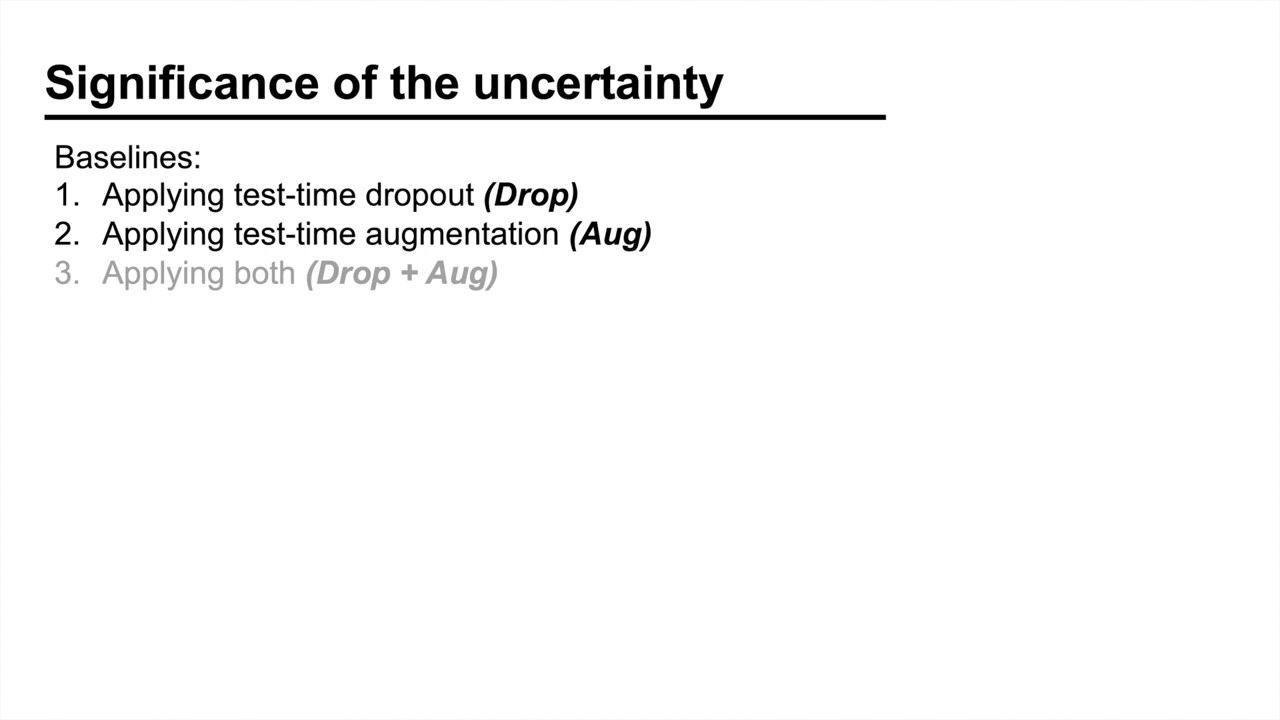 Significance of the uncertainty
Baselines:
1. Applying test-time dropout (Drop)
2. Applying test-time augmentation (Aug)
3. Applying both (Drop + Aug)